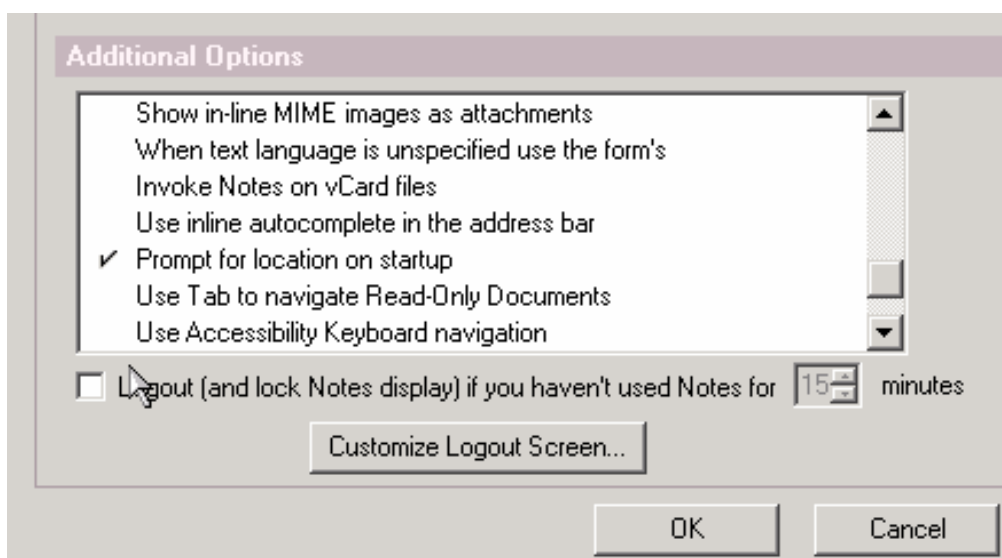 Additional Options
Show in-line MIME images as attachments
When text language is unspecified use the form's
Invoke Notes on vCard files
Use inline autocomplete in the address bar
✔ Prompt for location on startup
Use Tab to navigate Read-Only Documents
Use Accessibility Keyboard navigation
Logout (and lock Notes display) if you haven't used Notes for 15 minutes
Customize Logout Screen...
OK Cancel